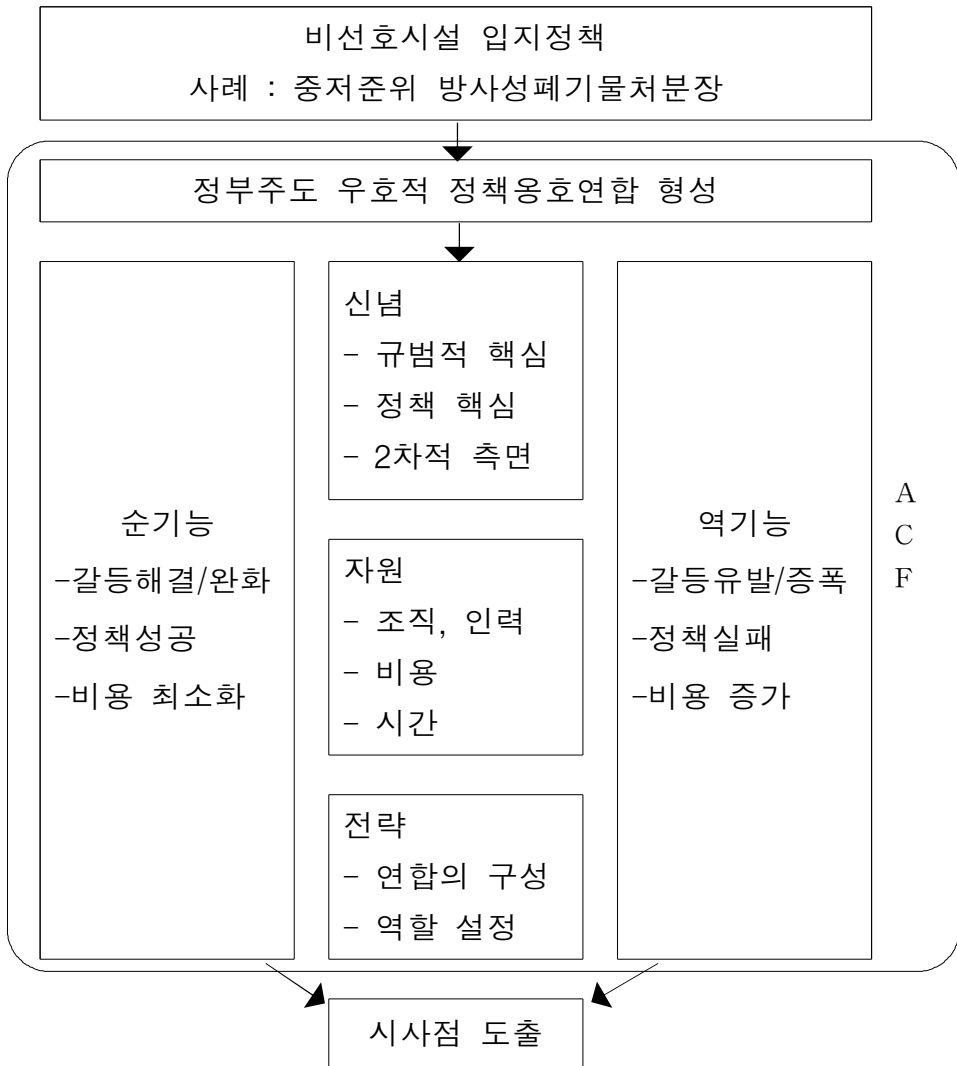 비선호시설 입지정책
사례 : 중저준위 방사성폐기물처분장
정부주도 우호적 정책옹호연합 형성
순기능
-갈등해결/완화
-정책성공
-비용 최소화
신념
- 규범적 핵심
- 정책 핵심
- 2차적 측면
자원
- 조직, 인력
- 비용
- 시간
전략
- 연합의 구성
- 역할 설정
역기능
-갈등유발/증폭
-정책실패
-비용 증가
A
C
F
시사점 도출